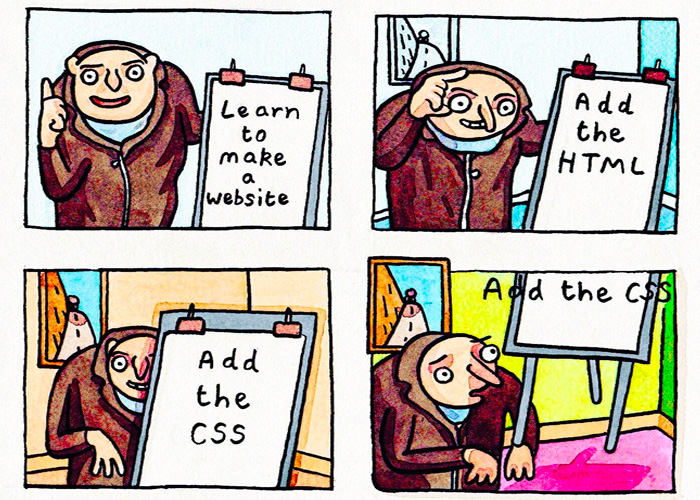 Learn
to
make
a
website
Add
the
HTML
Add
the
CSS
Add the CSS